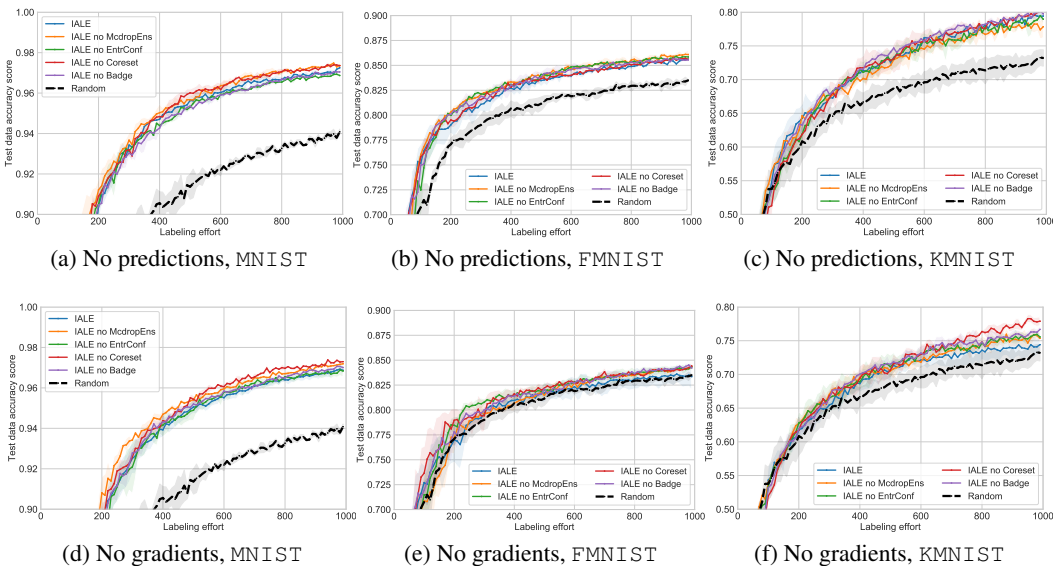 1.00
0.98
0.96
0.94
0.92
0.90
Test data accuracy score
IALE
IALE no McdropEns
IALE no EntrConf
IALE no Coreset
IALE no Badge
Random
0 200 400 600 800 1000
Labeling effort
(a) No predictions, MNIST
0.900
0.875
0.850
0.825
0.800
0.775
0.750
0.725
0.700
Test data accuracy score
IALE IALE no Coreset
IALE no McdropEns IALE no Badge
IALE no EntrConf Random
0 200 400 600 800 1000
Labeling effort
(b) No predictions, FMNIST
0.80
0.75
0.70
0.65
0.60
0.55
0.50
Test data accuracy score
IALE IALE no Coreset
IALE no McdropEns IALE no Badge
IALE no EntrConf Random
0 200 400 600 800 1000
Labeling effort
(c) No predictions, KMNIST
1.00
0.98
0.96
0.94
0.92
0.90
Test data accuracy score
IALE
IALE no McdropEns
IALE no EntrConf
IALE no Coreset
IALE no Badge
Random
0 200 400 600 800 1000
Labeling effort
(d) No gradients, MNIST
0.900
0.875
0.850
0.825
0.800
0.775
0.750
0.725
0.700
Test data accuracy score
IALE IALE no Coreset
IALE no McdropEns IALE no Badge
IALE no EntrConf Random
0 200 400 600 800 1000
Labeling effort
(e) No gradients, FMNIST
0.80
0.75
0.70
0.65
0.60
0.55
0.50
Test data accuracy score
IALE IALE no Coreset
IALE no McdropEns IALE no Badge
IALE no EntrConf Random
0 200 400 600 800 1000
Labeling effort
(f) No gradients, KMNIST